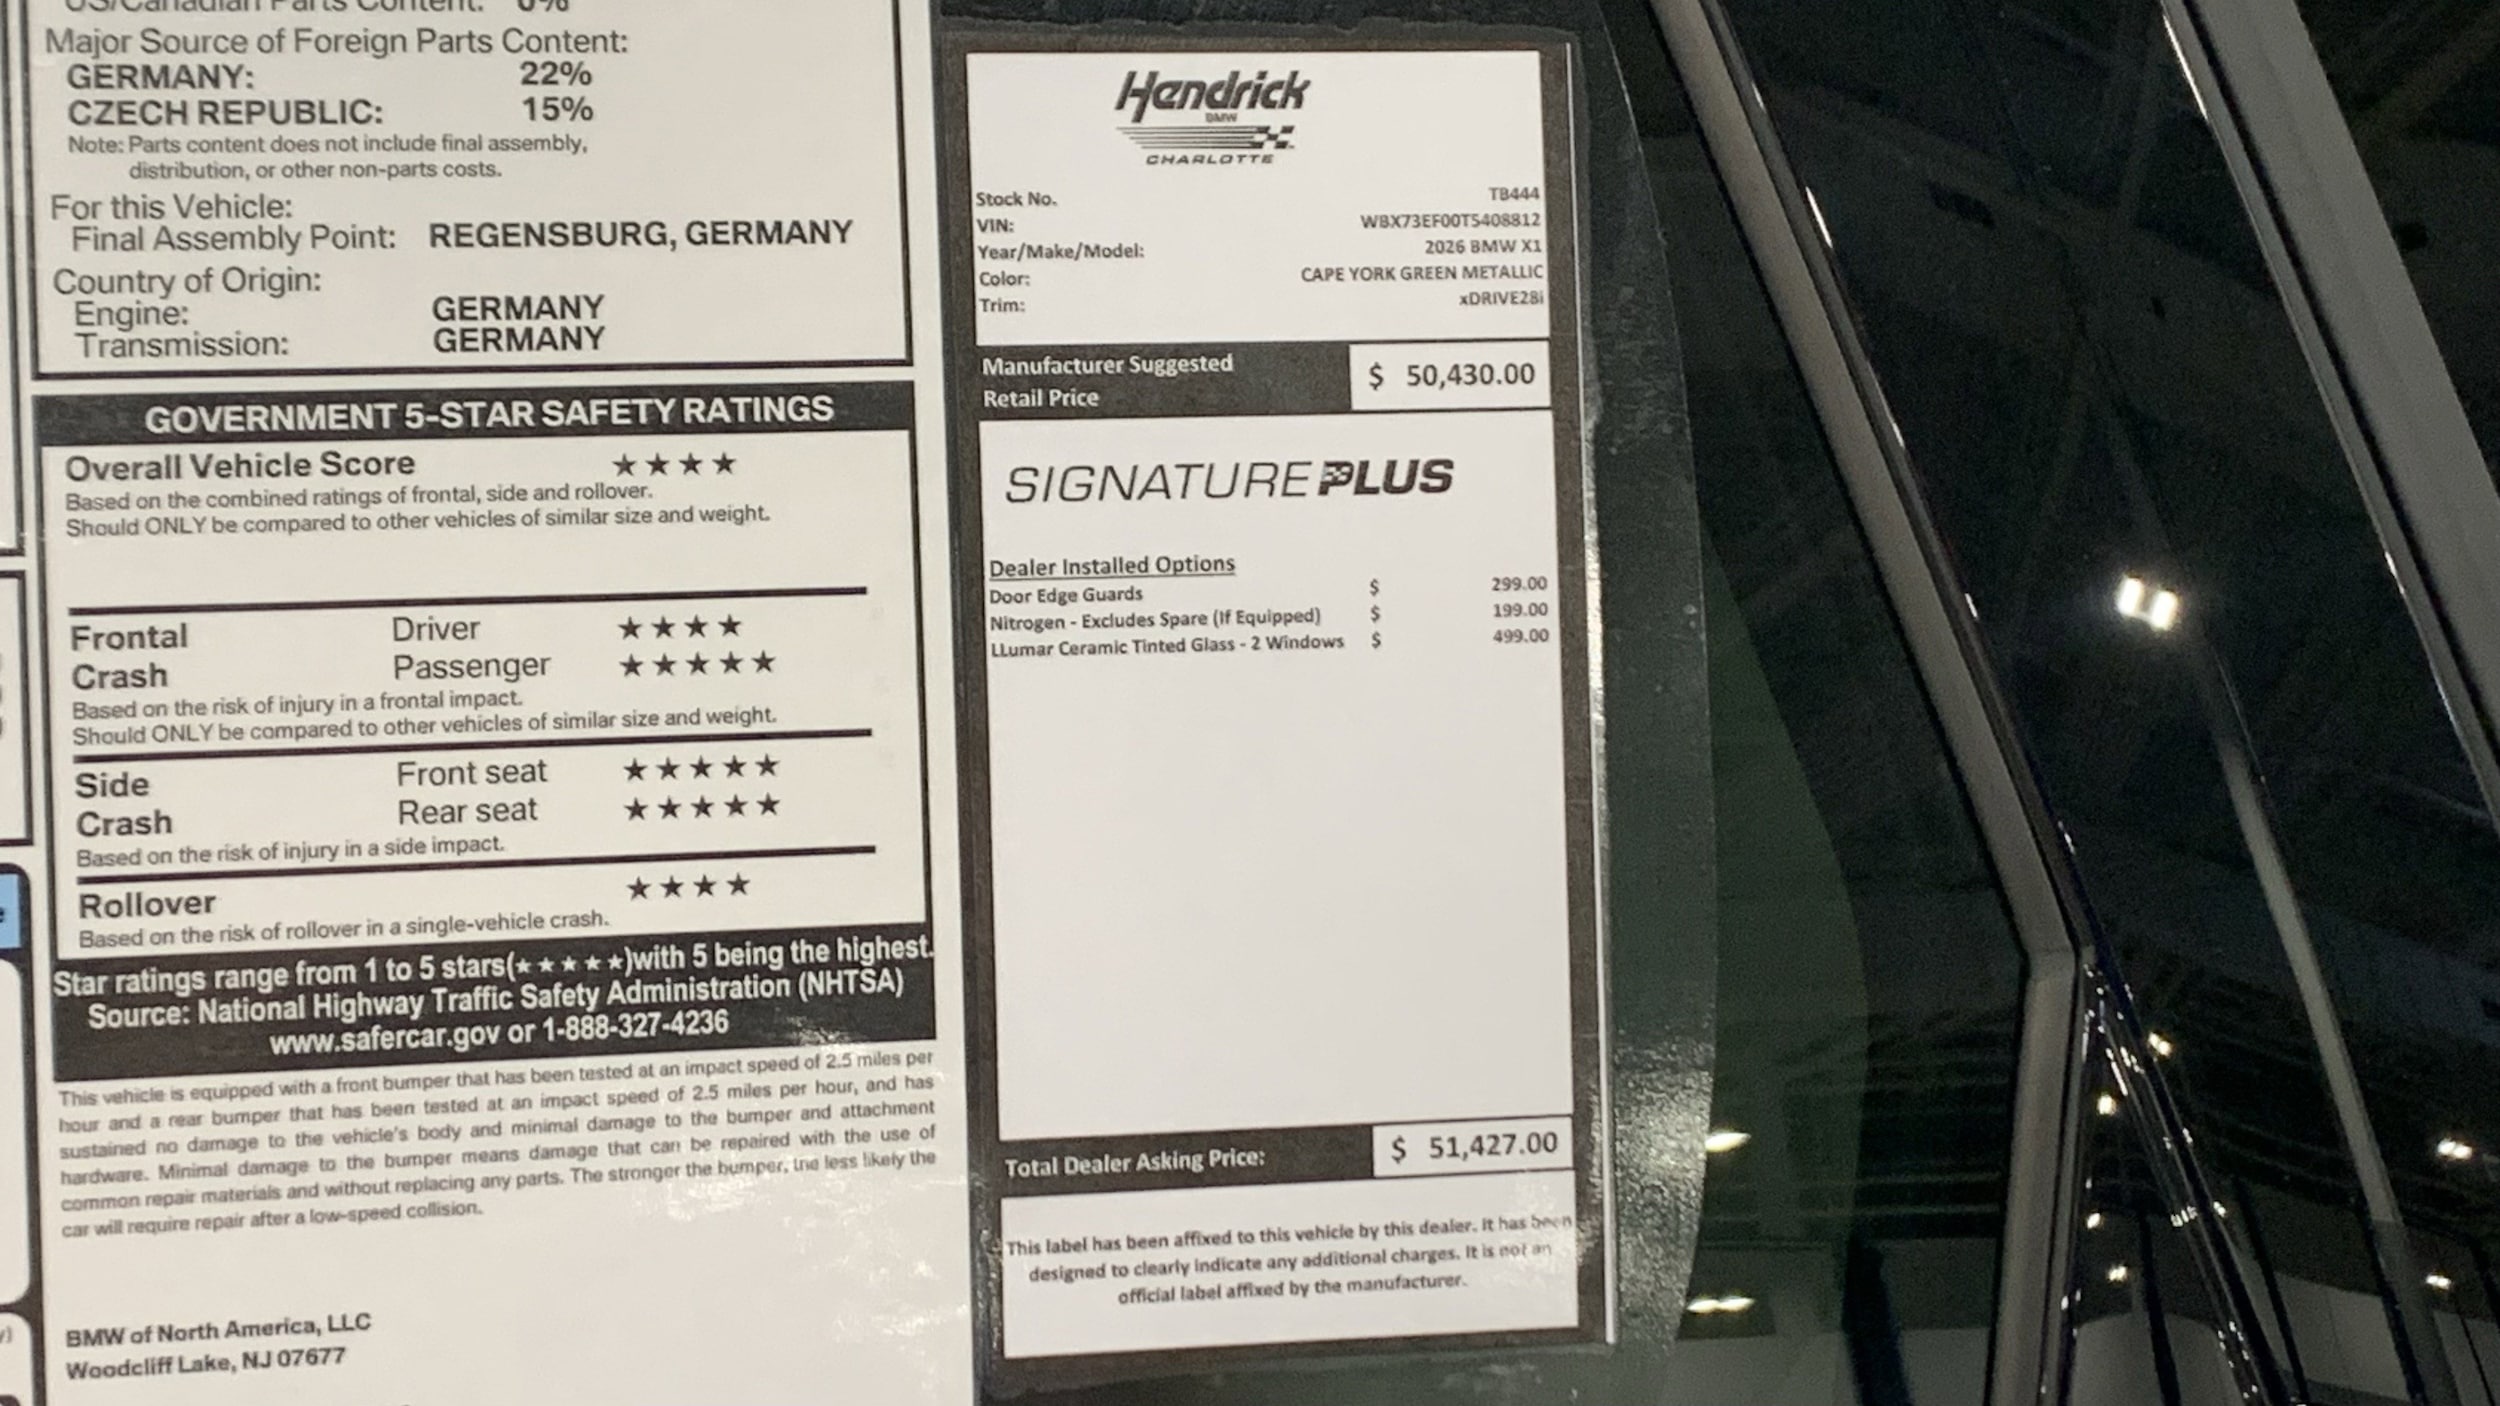 US/Canadian Parts Content: 0%
Major Source of Foreign Parts Content:
GERMANY: 22%
CZECH REPUBLIC: 15%
Note: Parts content does not include final assembly,
distribution, or other non-parts costs.
For this Vehicle:
Final Assembly Point: REGENSBURG, GERMANY
Country of Origin:
Engine: GERMANY
Transmission: GERMANY
GOVERNMENT 5-STAR SAFETY RATINGS
Overall Vehicle Score ★★★★
Based on the combined ratings of frontal, side and rollover.
Should ONLY be compared to other vehicles of similar size and weight.
Frontal Driver ★★★★
Crash Passenger ★★★★★
Based on the risk of injury in a frontal impact.
Should ONLY be compared to other vehicles of similar size and weight.
Side Front seat ★★★★★
Crash Rear seat ★★★★★
Based on the risk of injury in a side impact.
Rollover ★★★★
Based on the risk of rollover in a single-vehicle crash.
Star ratings range from 1 to 5 stars(★★★★★)with 5 being the highest.
Source: National Highway Traffic Safety Administration (NHTSA)
www.safercar.gov or 1-888-327-4236
This vehicle is equipped with a front bumper that has been tested at an impact speed of 2.5 miles per
hour and a rear bumper that has been tested at an impact speed of 2.5 miles per hour, and has
sustained no damage to the vehicle's body and minimal damage to the bumper and attachment
hardware. Minimal damage to the bumper means damage that can be repaired with the use of
common repair materials and without replacing any parts. The stronger the bumper, the less likely the
car will require repair after a low-speed collision.
BMW of North America, LLC
Woodcliff Lake, NJ 07677
Hendrick
BMW
CHARLOTTE
Stock No. TB444
VIN: WBX73EF00T5408812
Year/Make/Model: 2026 BMW X1
Color: CAPE YORK GREEN METALLIC
Trim: xDRIVE28i
Manufacturer Suggested
Retail Price $ 50,430.00
SIGNATURE PLUS
Dealer Installed Options
Door Edge Guards $ 299.00
Nitrogen - Excludes Spare (If Equipped) $ 199.00
LLumar Ceramic Tinted Glass - 2 Windows $ 499.00
Total Dealer Asking Price: $ 51,427.00
This label has been affixed to this vehicle by this dealer. It has been
designed to clearly indicate any additional charges. It is not an
official label affixed by the manufacturer.